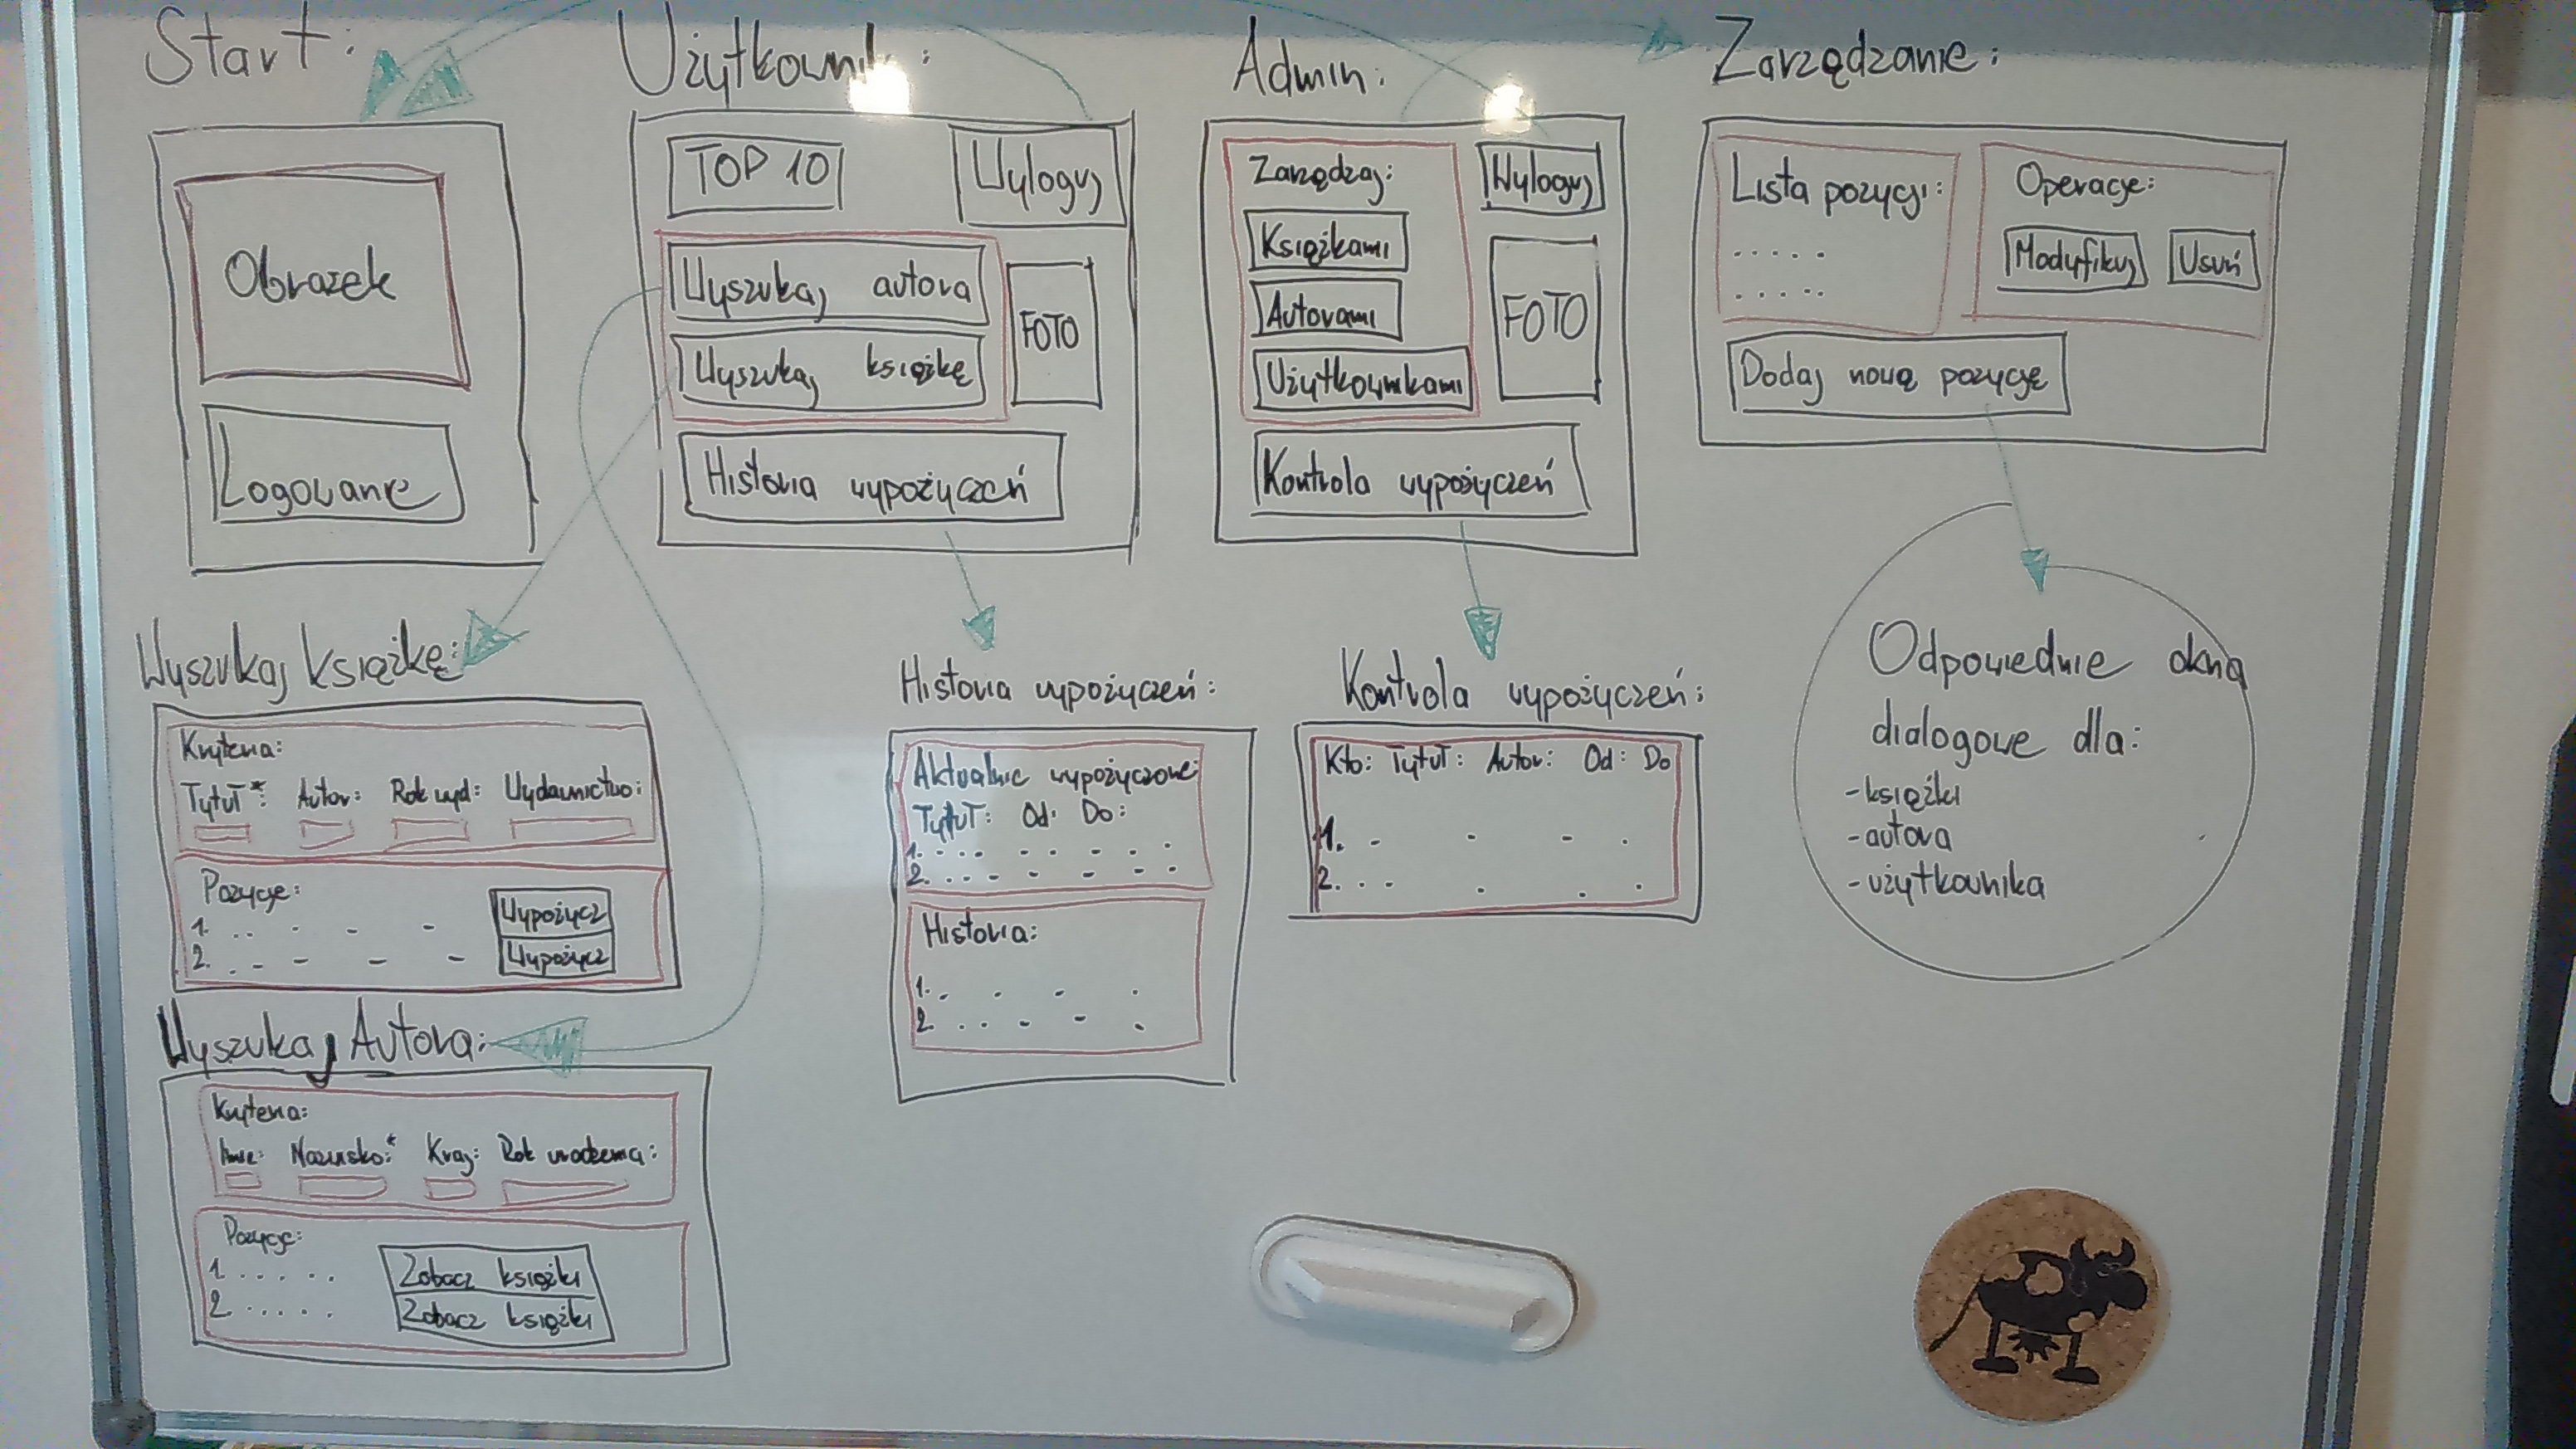 Start:
Obrazek
Logowanie
Użytkownik:
TOP 10
Wyloguj
Wyszukaj autora
Wyszukaj książkę
FOTO
Historia wypożyczeń
Admin:
Zarządzaj:
Książkami
Autorami
Użytkownikami
Wyloguj
FOTO
Kontrola wypożyczeń
Zarządzanie:
Lista pozycji:
Operacje:
Modyfikuj
Usuń
Dodaj nową pozycję
Odpowiednie okna
dialogowe dla:
-książki
-autora
-użytkownika
Wyszukaj książkę:
Kryteria:
Tytuł*: Autor: Rok wyd: Wydawnictwo:
Pozycje:
1.
2.
Wypożycz
Wypożycz
Wyszukaj Autora:
Kryteria:
Imię: Nazwisko:* Kraj: Rok urodzenia:
Pozycje:
1.
2.
Zobacz książki
Zobacz książki
Historia wypożyczeń:
Aktualnie wypożyczone:
Tytuł: Od: Do:
1.
2.
Historia:
1.
2.
Kontrola wypożyczeń:
Kto: Tytuł: Autor: Od: Do
1.
2.